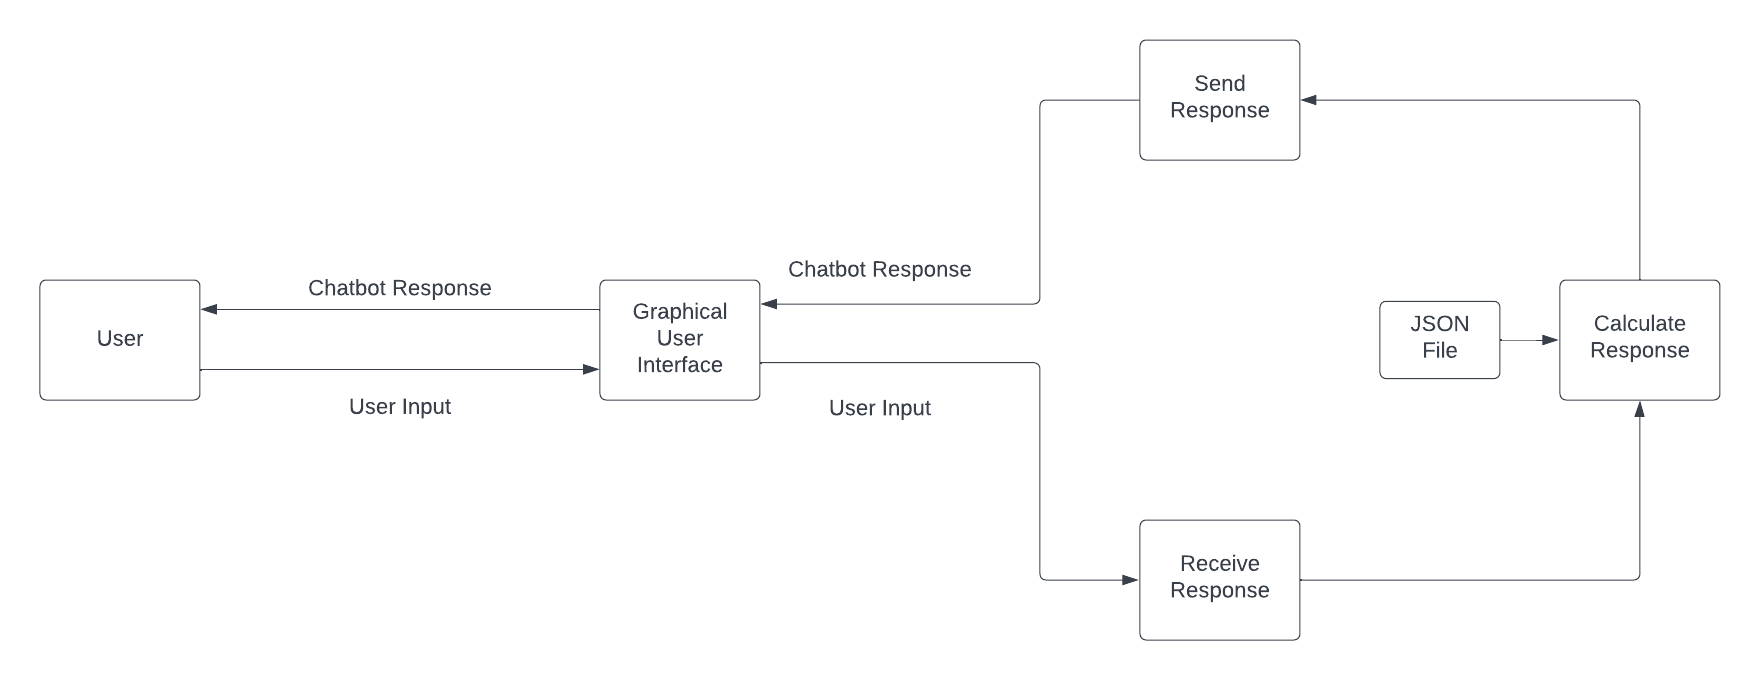 Send
Response
Chatbot Response
Chatbot Response
User
Graphical
User
Interface
JSON
File
Calculate
Response
User Input
User Input
Receive
Response